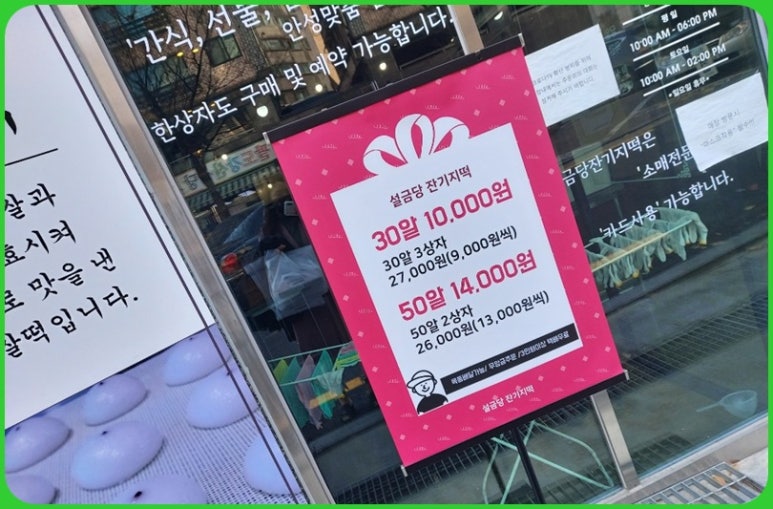 '간식, 선물,
안성맞춤
한상자도 구매 및 예약 가능합니다.
평 일
10:00 AM - 06:00 PM
토요일
10:00 AM - 02:00 PM
일요일 휴무
설금당 잔기지떡
30알 10,000원
30알 3상자
27,000원(9,000원씩)
50알 14,000원
50알 2상자
26,000원(13,000원씩)
설금당 잔기지떡
금당잔기지떡은
'소매전문
'카드사용' 가능합니다.
쌀과
효시켜
로 맛을 낸
찰떡입니다.